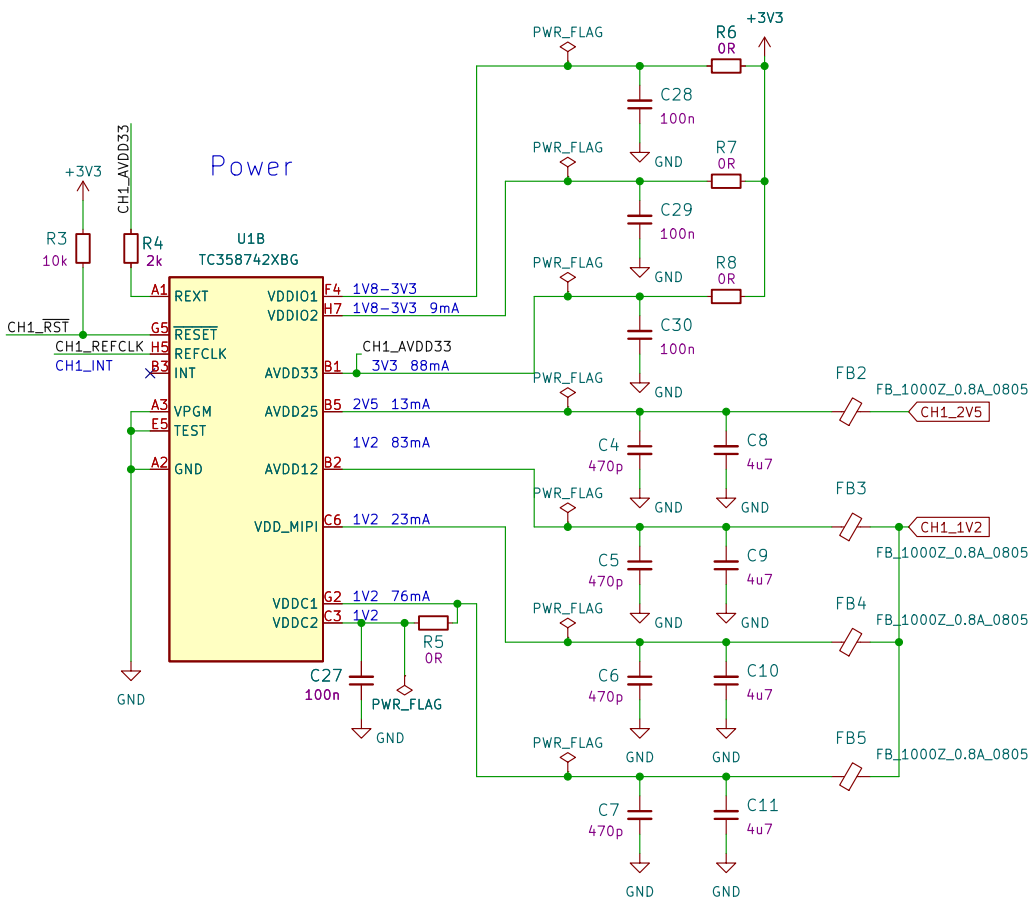 +3V3
PWR_FLAG
R6
0R
C28
100n
GND
CH1_AVDD33
Power
PWR_FLAG
R7
0R
+3V3
C29
100n
GND
R3
10k
R4
2k
U1B
TC358742XBG
PWR_FLAG
R8
0R
A1 REXT
VDDIO1 F4 1V8-3V3
VDDIO2 H7 1V8-3V3 9mA
C30
100n
GND
CH1_RST
G5 RESET
CH1_REFCLK
H5 REFCLK
CH1_INT
B3 INT
CH1_AVDD33
AVDD33 B1 3V3 88mA
PWR_FLAG
FB2
FB_1000Z_0.8A_0805
A3 VPGM
AVDD25 B5 2V5 13mA
CH1_2V5
E5 TEST
1V2 83mA
C4
470p
GND
C8
4u7
GND
A2 GND
AVDD12 B2
PWR_FLAG
FB3
VDD_MIPI C6 1V2 23mA
CH1_1V2
FB_1000Z_0.8A_0805
C5
470p
GND
C9
4u7
GND
VDDC1 G2 1V2 76mA
VDDC2 C3 1V2
R5
0R
PWR_FLAG
FB4
FB_1000Z_0.8A_0805
C27
100n
PWR_FLAG
GND
GND
C6
470p
GND
C10
4u7
GND
PWR_FLAG
FB5
FB_1000Z_0.8A_0805
C7
470p
GND
C11
4u7
GND